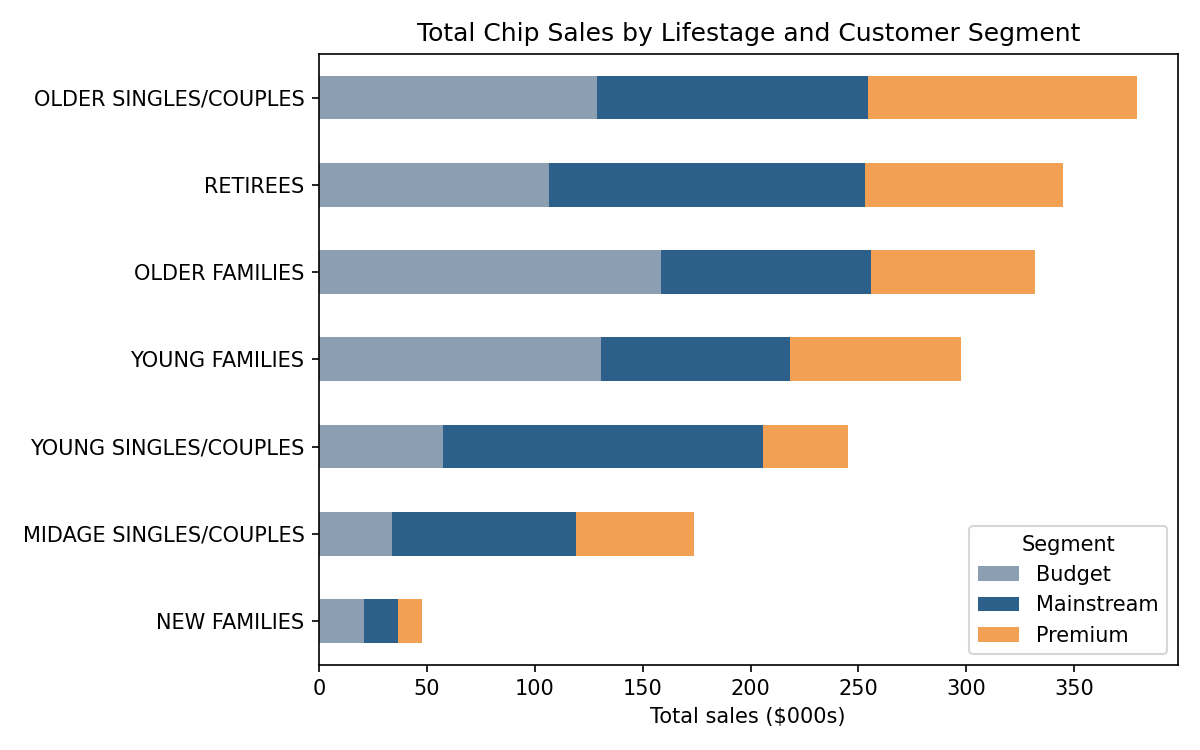 Total Chip Sales by Lifestage and Customer Segment
OLDER SINGLES/COUPLES
RETIREES
OLDER FAMILIES
YOUNG FAMILIES
YOUNG SINGLES/COUPLES
MIDAGE SINGLES/COUPLES
NEW FAMILIES
Segment
Budget
Mainstream
Premium
0 50 100 150 200 250 300 350
Total sales ($000s)